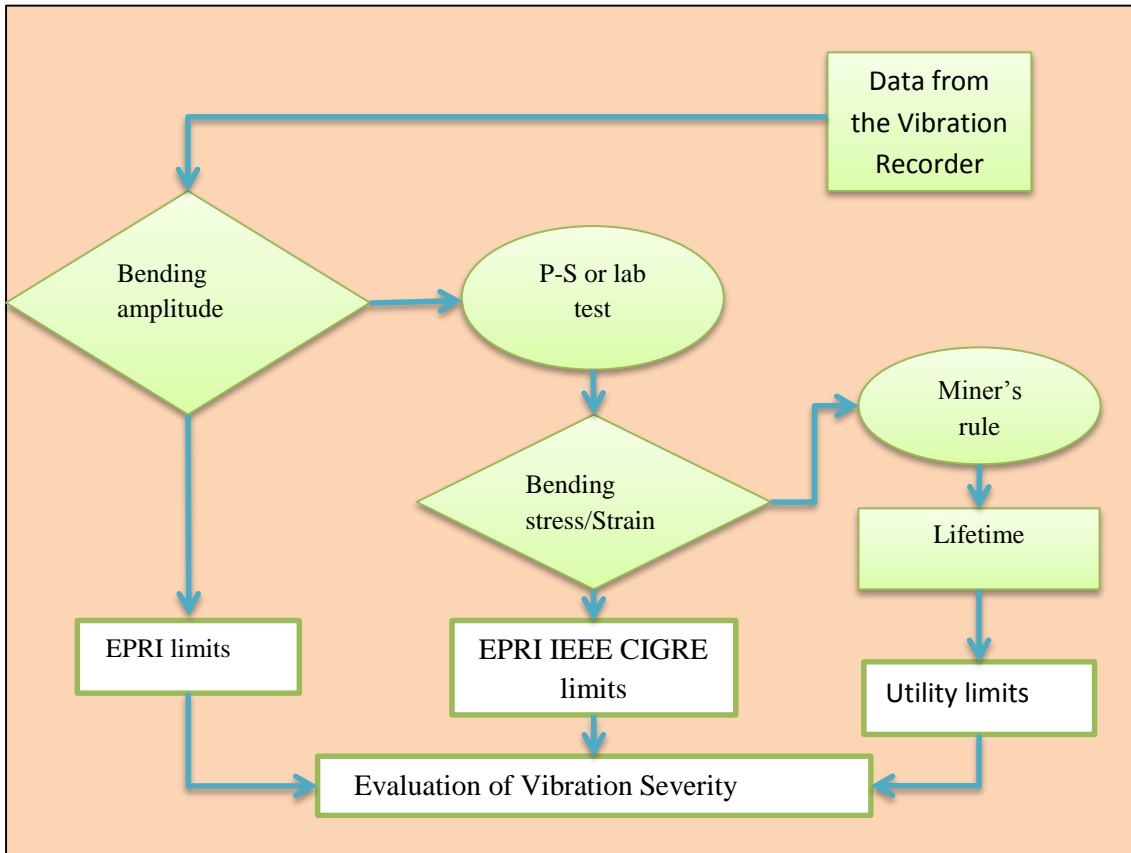 Data from
the Vibration
Recorder
Bending
amplitude
P-S or lab
test
Miner’s
rule
Bending
stress/Strain
Lifetime
EPRI limits
EPRI IEEE CIGRE
limits
Utility limits
Evaluation of Vibration Severity